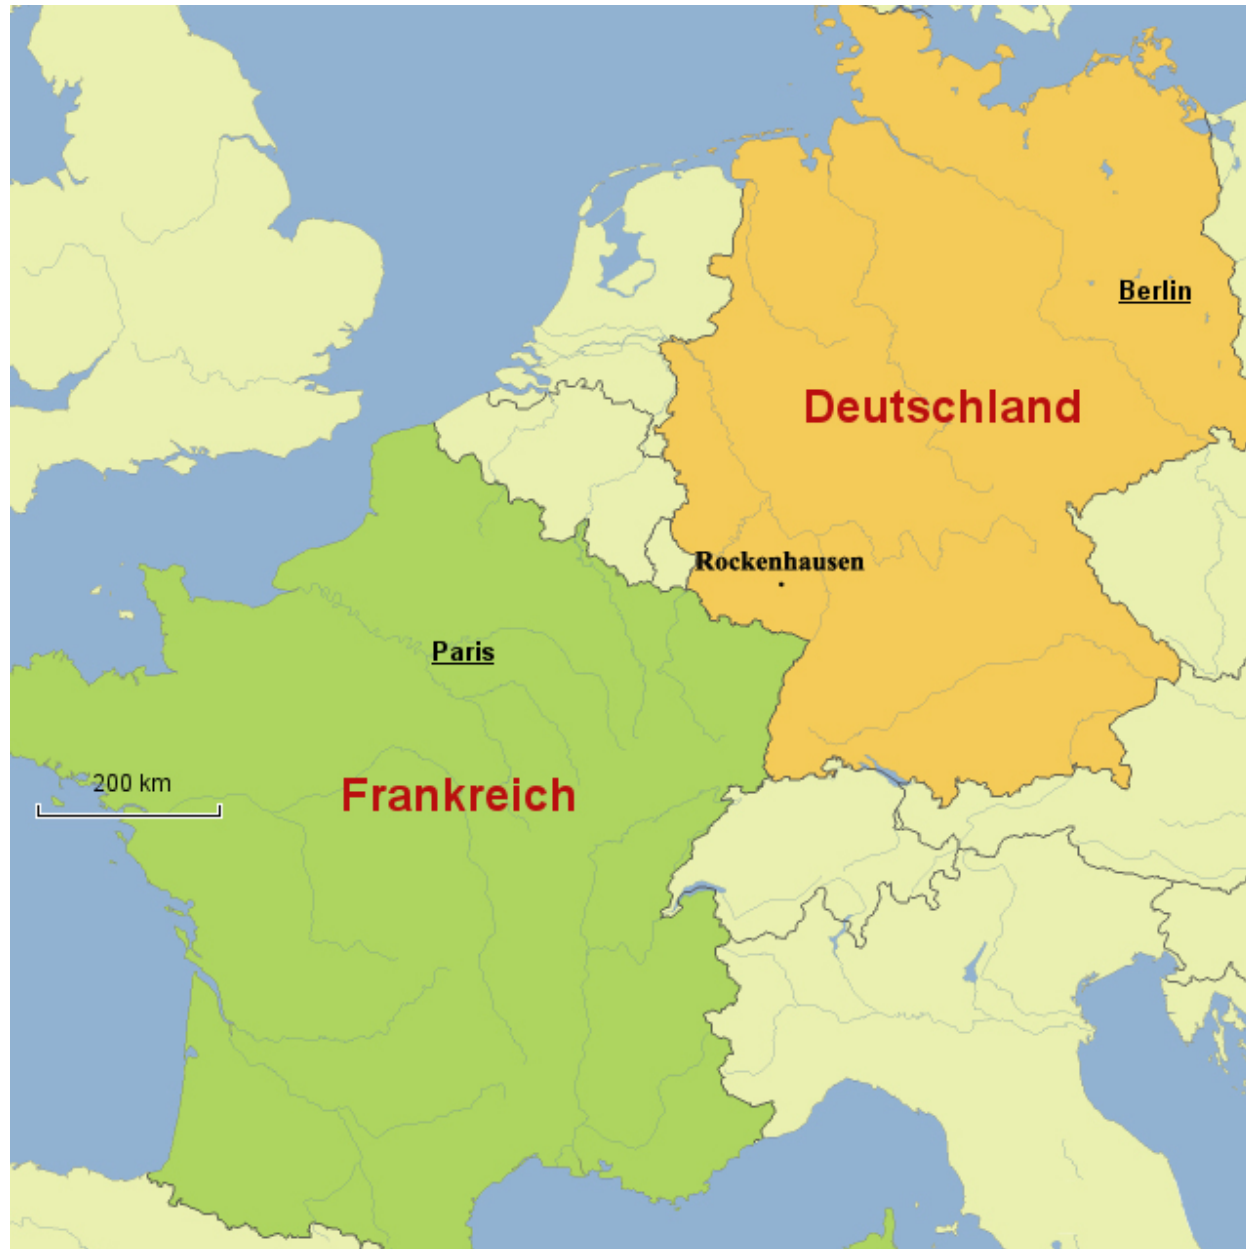 Berlin
Deutschland
Rockenhausen
Paris
200 km
Frankreich